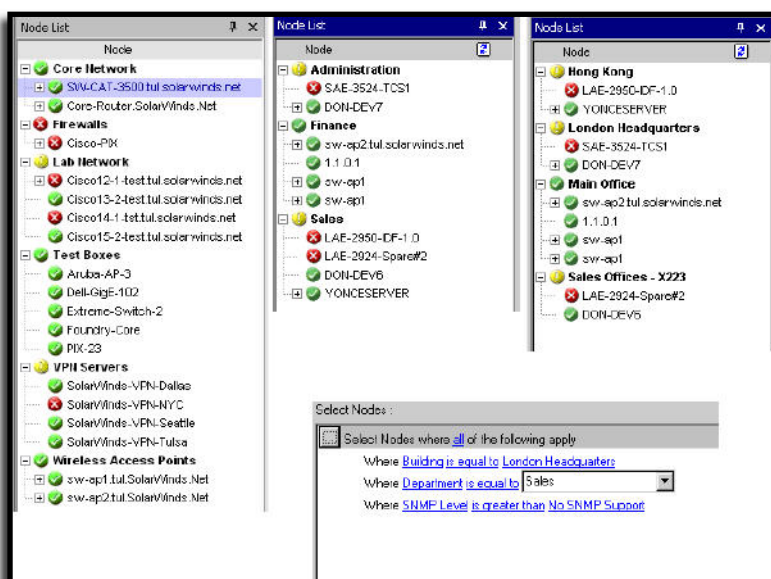 Node List
Node
Core Network
SW-CAT-3500.tul.solarwinds.net
Core-Router.SolarWinds.Net
Firewalls
Cisco-PIX
Lab Network
Cisco12-1-test.tul.solarwinds.net
Cisco13-2-test.tul.solarwinds.net
Cisco14-1-tst.tul.solarwinds.net
Cisco15-2-test.tul.solarwinds.net
Test Boxes
Aruba-AP-3
Dell-GigE-102
Extreme-Switch-2
Foundry-Core
PIX-23
VPN Servers
SolarWinds-VPN-Dallas
SolarWinds-VPN-NYC
SolarWinds-VPN-Seattle
SolarWinds-VPN-Tulsa
Wireless Access Points
sw-ap1.tul.SolarWinds.Net
sw-ap2.tul.SolarWinds.Net
Node List
Node
Administration
SAE-3524-TCS1
DON-DEV7
Finance
sw-ap2.tul.solarwinds.net
1.1.0.1
sw-ap1
sw-ap1
Sales
LAE-2950-IDF-1.0
LAE-2924-Spare#2
DON-DEV6
YONCESERVER
Node List
Node
Hong Kong
LAE-2950-IDF-1.0
YONCESERVER
London Headquarters
SAE-3524-TCS1
DON-DEV7
Main Office
sw-ap2.tul.solarwinds.net
1.1.0.1
sw-ap1
sw-ap1
Sales Offices - X223
LAE-2924-Spare#2
DON-DEV6
Select Nodes :
Select Nodes where all of the following apply
Where Building is equal to London Headquarters
Where Department is equal to Sales
Where SNMP Level is greater than No SNMP Support